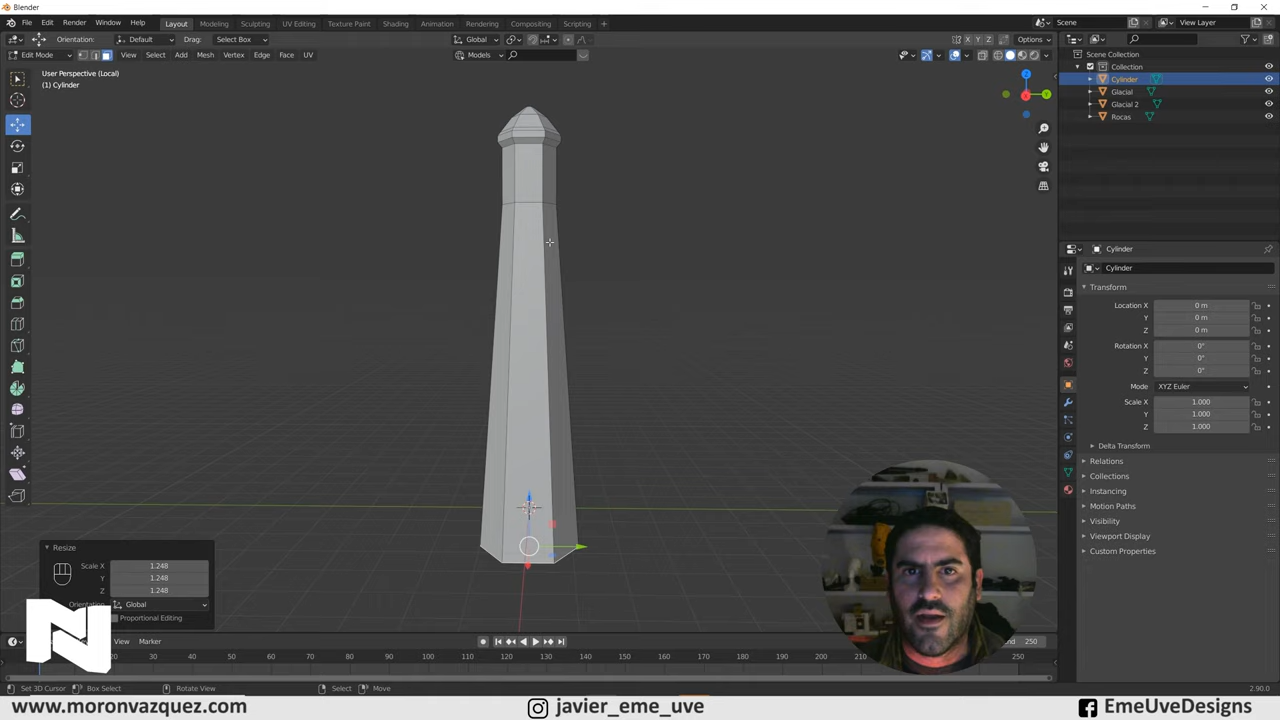 Blender
File Edit Render Window Help Layout Modeling Sculpting UV Editing Texture Paint Shading Animation Rendering Compositing Scripting + Scene View Layer
Orientation: Default Drag: Select Box Global X Y Z Options
Edit Mode View Select Add Mesh Vertex Edge Face UV Models
User Perspective (Local)
(1) Cylinder
Scene Collection
Collection
Cylinder
Glacial
Glacial 2
Rocas
Cylinder
Cylinder
Transform
Location X 0 m
Y 0 m
Z 0 m
Rotation X 0°
Y 0°
Z 0°
Mode XYZ Euler
Scale X 1.000
Y 1.000
Z 1.000
Delta Transform
Relations
Collections
Instancing
Motion Paths
Visibility
Viewport Display
Custom Properties
Resize
Scale X 1.248
Y 1.248
Z 1.248
Orientation Global
Proportional Editing
N
View Marker 250
20 30 40 50 60 70 80 90 100 110 120 130 140 150 160 170 180 190 200 250
Set 3D Cursor Box Select Rotate View Select Move 2.90.0
www.moronvazquez.com javier_eme_uve EmeUveDesigns